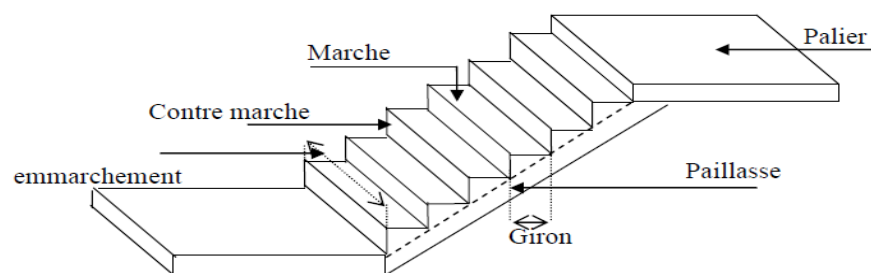 Palier
Marche
Contre marche
emmarchement
Paillasse
Giron